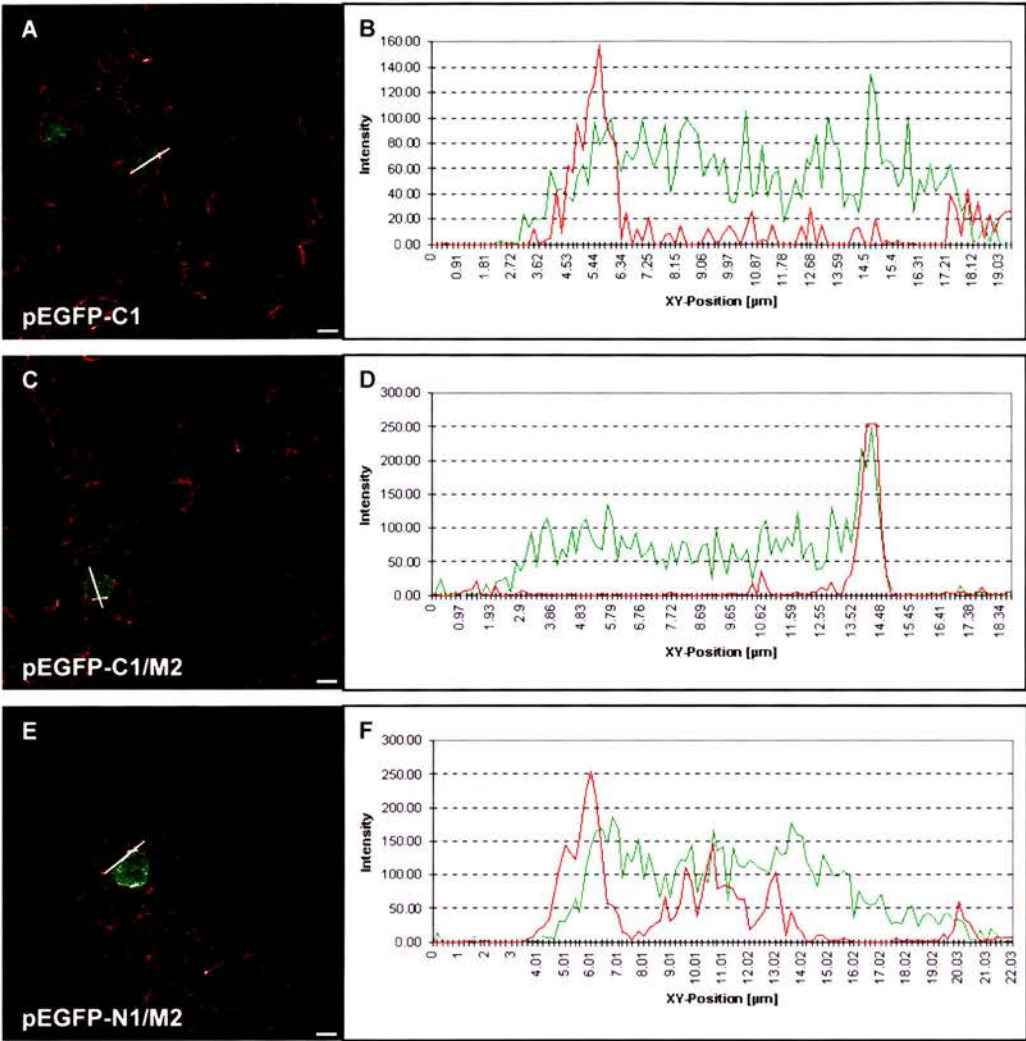 A
pEGFP-C1
B
160.00
140.00
120.00
100.00
80.00
60.00
40.00
20.00
0.00
Intensity
0 0.91 1.81 2.72 3.62 4.53 5.44 6.34 7.25 8.15 9.06 9.97 10.87 11.78 12.68 13.59 14.5 15.4 16.31 17.21 18.12 19.03
XY-Position [µm]
C
pEGFP-C1/M2
D
300.00
250.00
200.00
150.00
100.00
50.00
0.00
Intensity
0 0.97 1.93 2.9 3.86 4.83 5.79 6.76 7.72 8.69 9.65 10.62 11.59 12.55 13.52 14.48 15.45 16.41 17.38 18.34
XY-Position [µm]
E
pEGFP-N1/M2
F
300.00
250.00
200.00
150.00
100.00
50.00
0.00
Intensity
0 1 2 3 4.01 5.01 6.01 7.01 8.01 9.01 10.01 11.01 12.02 13.02 14.02 15.02 16.02 17.02 18.02 19.02 20.03 21.03 22.03
XY-Position [µm]